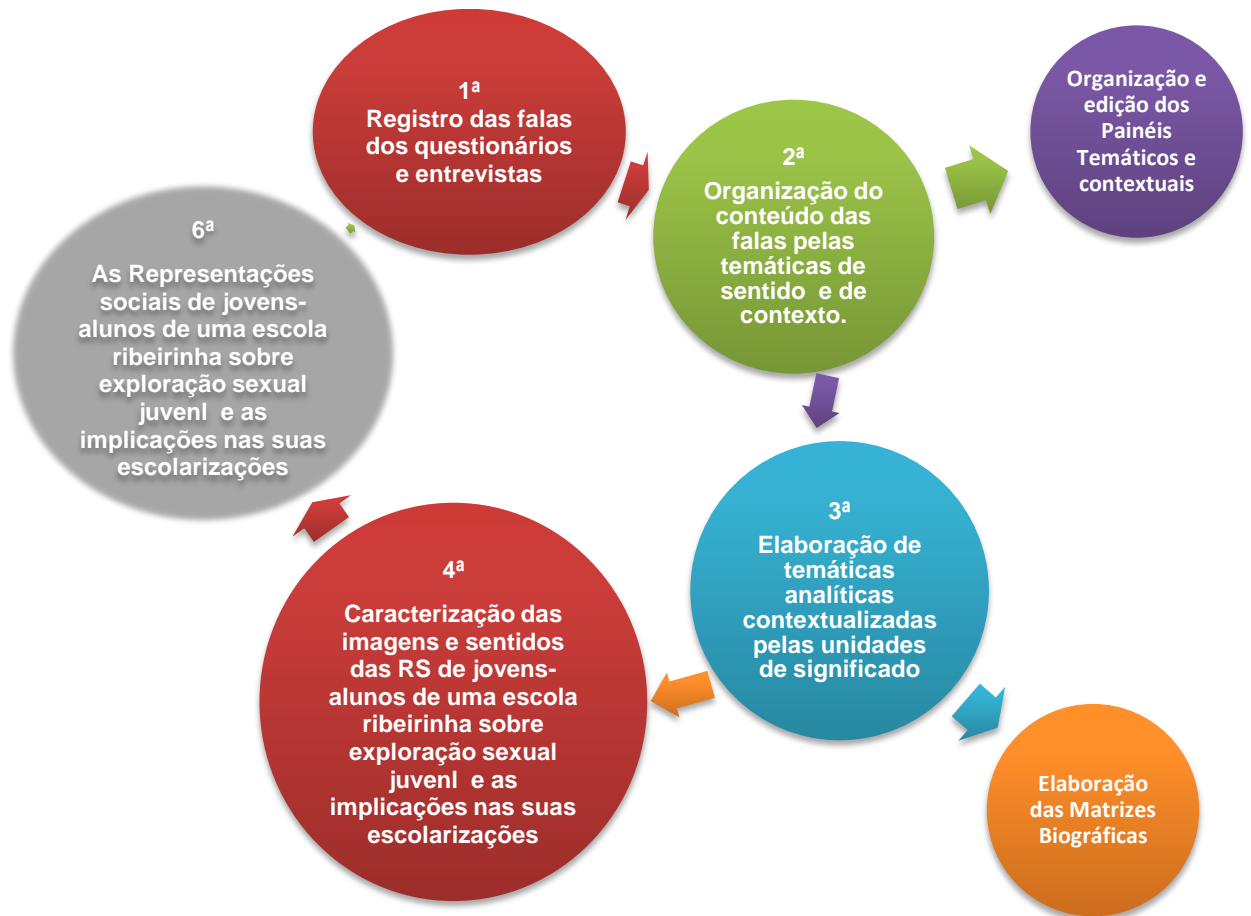 1ª
Registro das falas
dos questionários
e entrevistas
2ª
Organização do
conteúdo das
falas pelas
temáticas de
sentido e de
contexto.
Organização e
edição dos
Painéis
Temáticos e
contextuais
3ª
Elaboração de
temáticas
analíticas
contextualizadas
pelas unidades
de significado
Elaboração
das Matrizes
Biográficas
4ª
Caracterização das
imagens e sentidos
das RS de jovens-
alunos de uma escola
ribeirinha sobre
exploração sexual
juvenl e as
implicações nas suas
escolarizações
6ª
As Representações
sociais de jovens-
alunos de uma escola
ribeirinha sobre
exploração sexual
juvenl e as
implicações nas suas
escolarizações